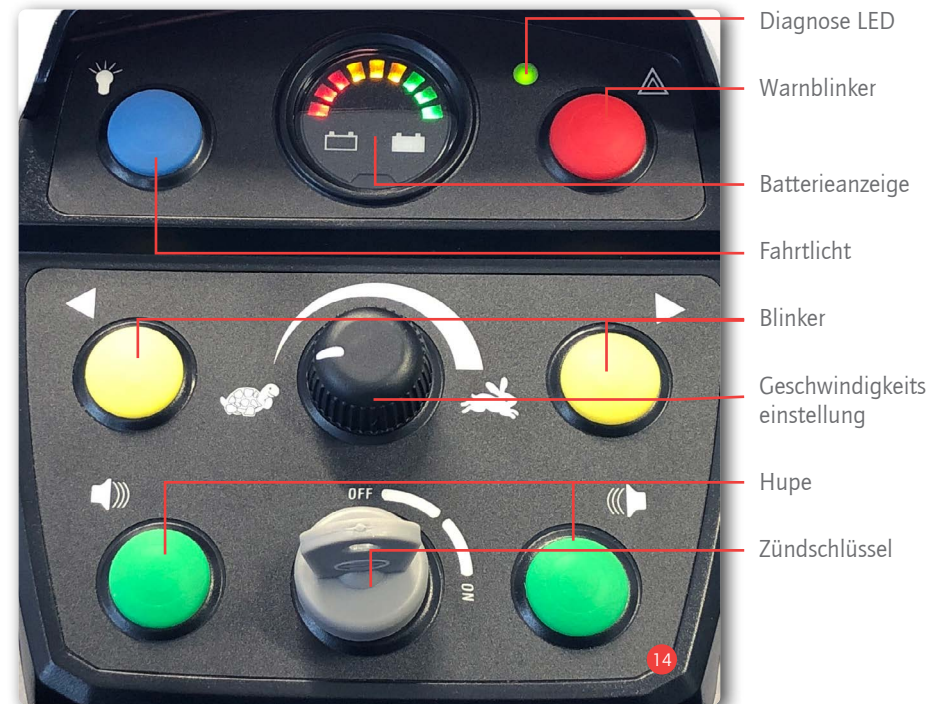 Diagnose LED
Warnblinker
Batterieanzeige
Fahrtlicht
Blinker
Geschwindigkeits
einstellung
Hupe
OFF
Zündschlüssel
ON
14